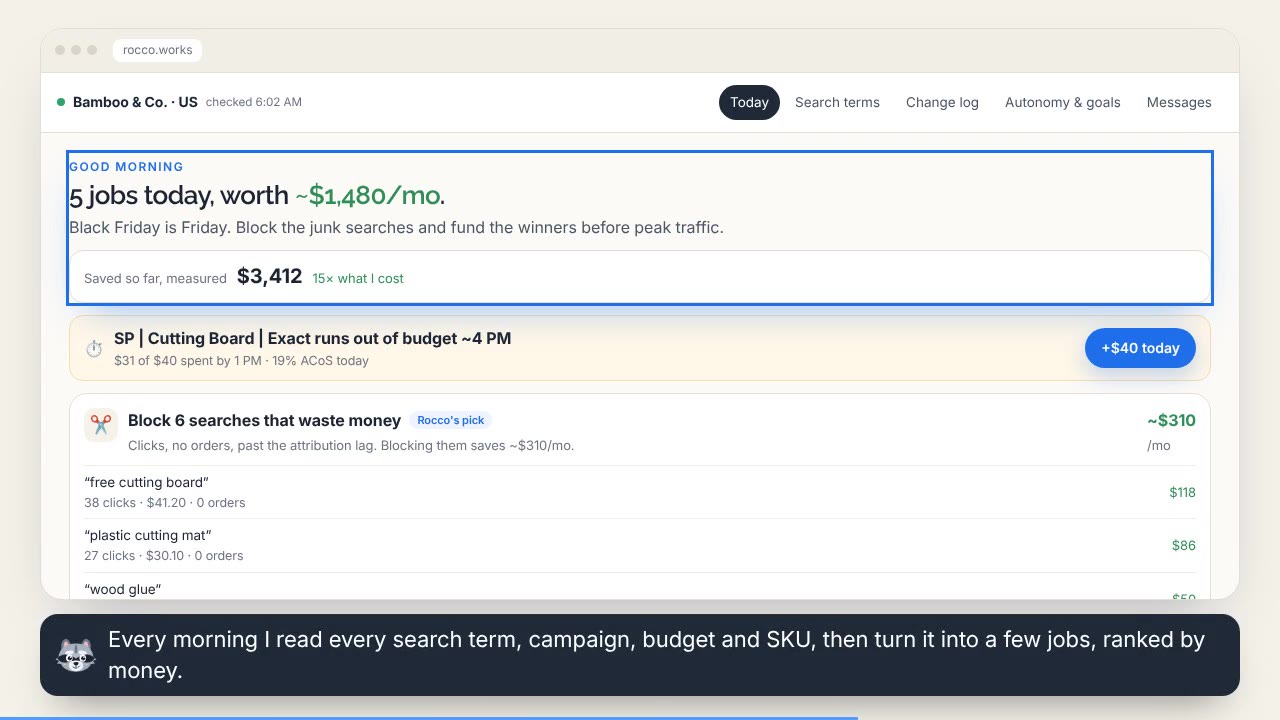 rocco.works
Bamboo & Co. · US checked 6:02 AM
Today Search terms Change log Autonomy & goals Messages
GOOD MORNING
5 jobs today, worth ~$1,480/mo.
Black Friday is Friday. Block the junk searches and fund the winners before peak traffic.
Saved so far, measured $3,412 15× what I cost
SP | Cutting Board | Exact runs out of budget ~4 PM
$31 of $40 spent by 1 PM · 19% ACoS today
+$40 today
Block 6 searches that waste money Rocco's pick
~$310
Clicks, no orders, past the attribution lag. Blocking them saves ~$310/mo.
/mo
“free cutting board”
38 clicks · $41.20 · 0 orders
$118
“plastic cutting mat”
27 clicks · $30.10 · 0 orders
$86
“wood glue”
Every morning I read every search term, campaign, budget and SKU, then turn it into a few jobs, ranked by
money.